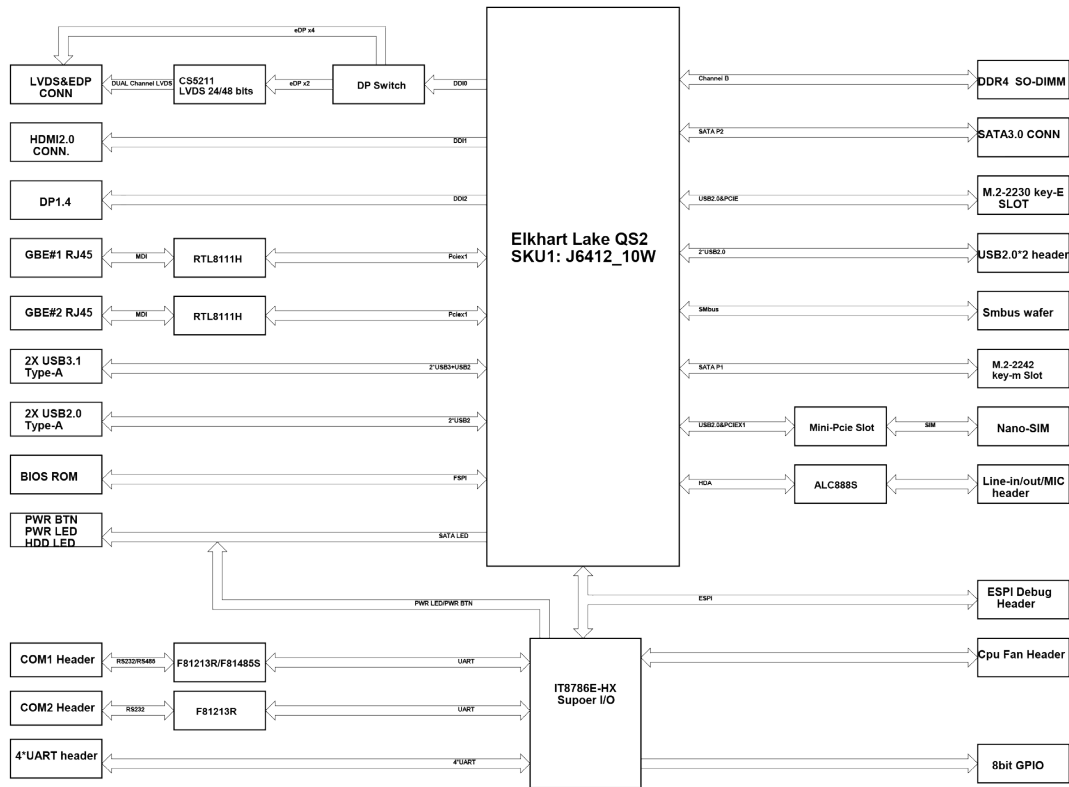 eDP x4
LVDS&EDP
CONN
DUAL Channel LVDS
CS5211
LVDS 24/48 bits
eDP x2
DP Switch
DDI0
HDMI2.0
CONN.
DDI1
DP1.4
DDI2
GBE#1 RJ45
MDI
RTL8111H
Pciex1
GBE#2 RJ45
MDI
RTL8111H
Pciex1
2X USB3.1
Type-A
2*USB3+USB2
2X USB2.0
Type-A
2*USB2
BIOS ROM
FSPI
PWR BTN
PWR LED
HDD LED
SATA LED
PWR LED/PWR BTN
Elkhart Lake QS2
SKU1: J6412_10W
Channel B
DDR4 SO-DIMM
SATA P2
SATA3.0 CONN
USB2.0&PCIE
M.2-2230 key-E
SLOT
2*USB2.0
USB2.0*2 header
SMbus
Smbus wafer
SATA P1
M.2-2242
key-m Slot
USB2.0&PCIEX1
Mini-Pcie Slot
SIM
Nano-SIM
HDA
ALC888S
Line-in/out/MIC
header
ESPI
ESPI Debug
Header
COM1 Header
RS232/RS485
F81213R/F81485S
UART
COM2 Header
RS232
F81213R
UART
4*UART header
4*UART
IT8786E-HX
Supoer I/O
Cpu Fan Header
8bit GPIO